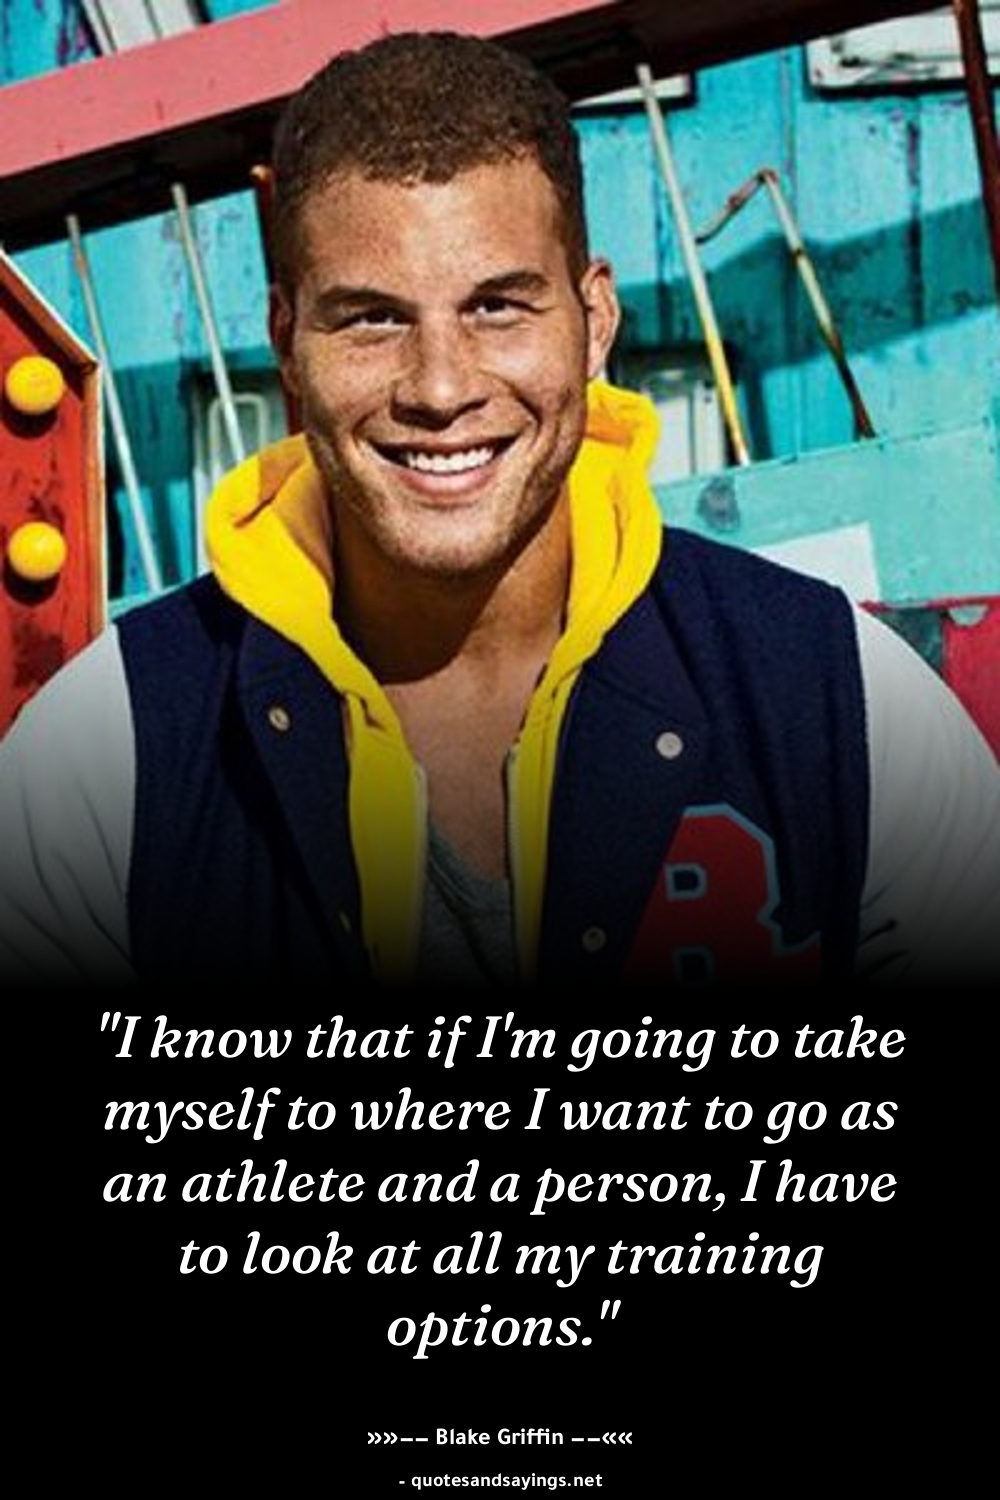 R
"I know that if I'm going to take
myself to where I want to go as
an athlete and a person, I have
to look at all my training
options."
»»−− Blake Griffin −−««
- quotesandsayings.net